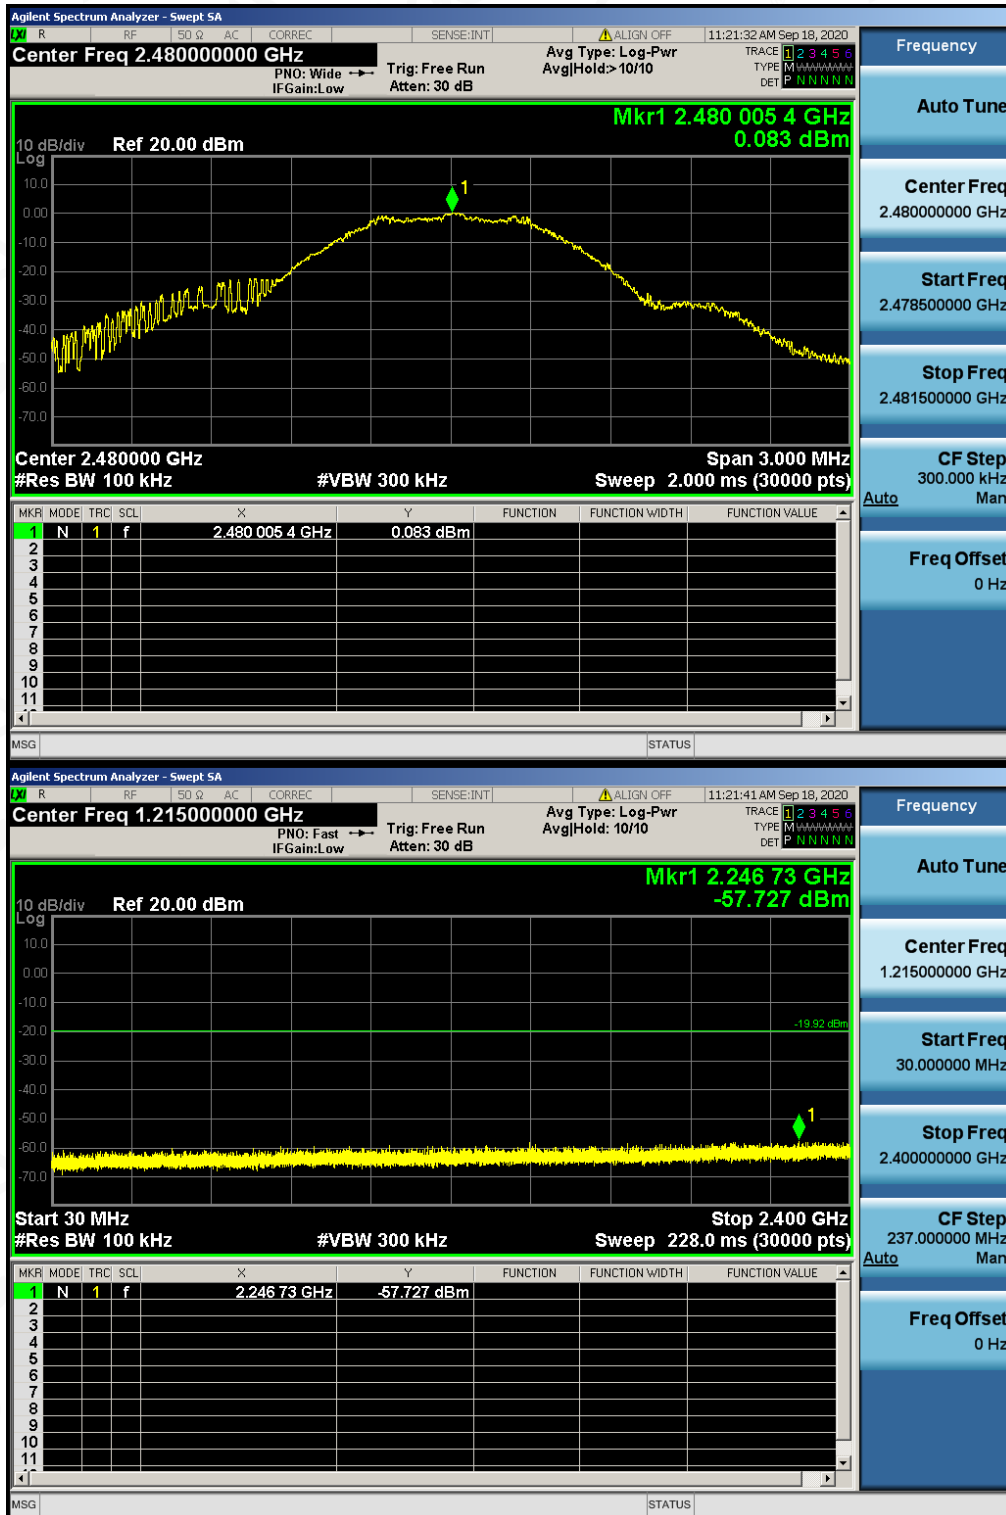 Agilent Spectrum Analyzer - Swept SA
LXI R RF 50 Ω AC CORREC SENSE:INT ALIGN OFF 11:21:32 AM Sep 18, 2020
Center Freq 2.480000000 GHz
PNO: Wide
IFGain:Low
Trig: Free Run
Atten: 30 dB
Avg Type: Log-Pwr
Avg|Hold:> 10/10
TRACE 1 2 3 4 5 6
TYPE M WWWWW
DET P N N N N N
Mkr1 2.480 005 4 GHz
0.083 dBm
10 dB/div Ref 20.00 dBm
Log
10.0
0.00
-10.0
-20.0
-30.0
-40.0
-50.0
-60.0
-70.0
1
Center 2.480000 GHz Span 3.000 MHz
#Res BW 100 kHz #VBW 300 kHz Sweep 2.000 ms (30000 pts)
MKR MODE TRC SCL X Y FUNCTION FUNCTION WIDTH FUNCTION VALUE
1 N 1 f 2.480 005 4 GHz 0.083 dBm
2
3
4
5
6
7
8
9
10
11
MSG STATUS
Frequency
Auto Tune
Center Freq
2.480000000 GHz
Start Freq
2.478500000 GHz
Stop Freq
2.481500000 GHz
CF Step
300.000 kHz
Auto Man
Freq Offset
0 Hz
Agilent Spectrum Analyzer - Swept SA
LXI R RF 50 Ω AC CORREC SENSE:INT ALIGN OFF 11:21:41 AM Sep 18, 2020
Center Freq 1.215000000 GHz
PNO: Fast
IFGain:Low
Trig: Free Run
Atten: 30 dB
Avg Type: Log-Pwr
Avg|Hold: 10/10
TRACE 1 2 3 4 5 6
TYPE M WWWWW
DET P N N N N N
Mkr1 2.246 73 GHz
-57.727 dBm
10 dB/div Ref 20.00 dBm
Log
10.0
0.00
-10.0
-20.0
-30.0
-40.0
-50.0
-60.0
-70.0
-19.92 dBm
1
Start 30 MHz Stop 2.400 GHz
#Res BW 100 kHz #VBW 300 kHz Sweep 228.0 ms (30000 pts)
MKR MODE TRC SCL X Y FUNCTION FUNCTION WIDTH FUNCTION VALUE
1 N 1 f 2.246 73 GHz -57.727 dBm
2
3
4
5
6
7
8
9
10
11
MSG STATUS
Frequency
Auto Tune
Center Freq
1.215000000 GHz
Start Freq
30.000000 MHz
Stop Freq
2.400000000 GHz
CF Step
237.000000 MHz
Auto Man
Freq Offset
0 Hz